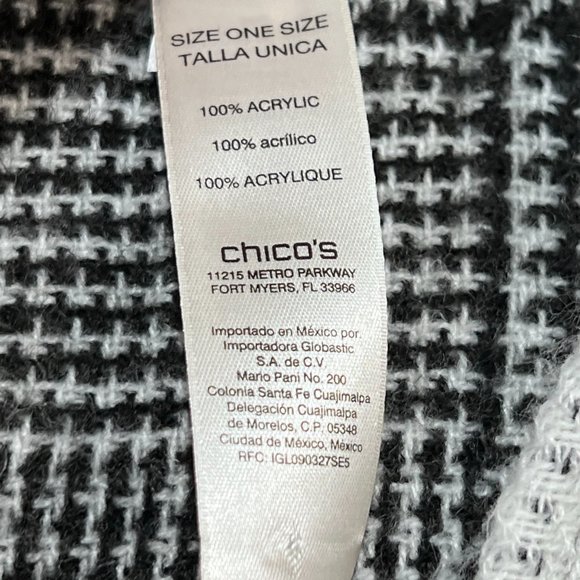 SIZE ONE SIZE
TALLA UNICA
100% ACRYLIC
100% acrílico
100% ACRYLIQUE
chico's
11215 METRO PARKWAY
FORT MYERS, FL 33966
Importado en México por:
Importadora Globastic
S.A. de C.V
Mario Pani No. 200
Colonia Santa Fe Cuajimalpa
Delegación Cuajimalpa
de Morelos, C.P. 05348
Ciudad de México, México
RFC: IGL090327SE5